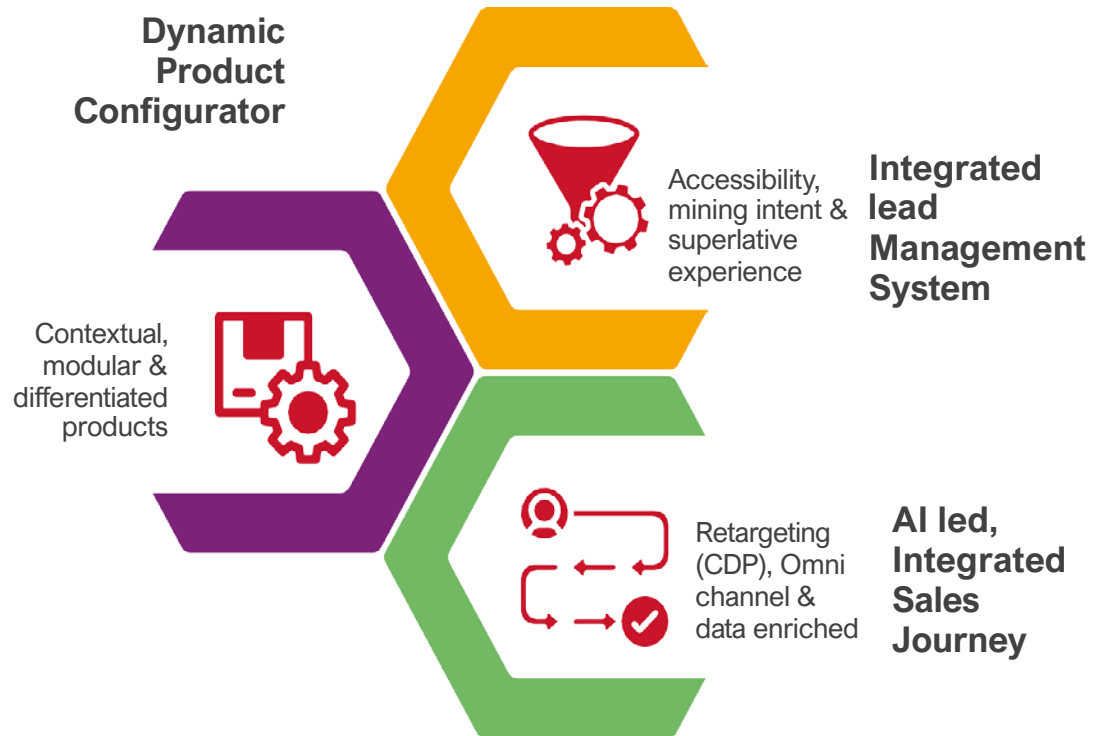 Dynamic
Product
Configurator
Contextual,
modular &
differentiated
products
Accessibility,
mining intent &
superlative
experience
Integrated
lead
Management
System
Retargeting
(CDP), Omni
channel &
data enriched
AI led,
Integrated
Sales
Journey